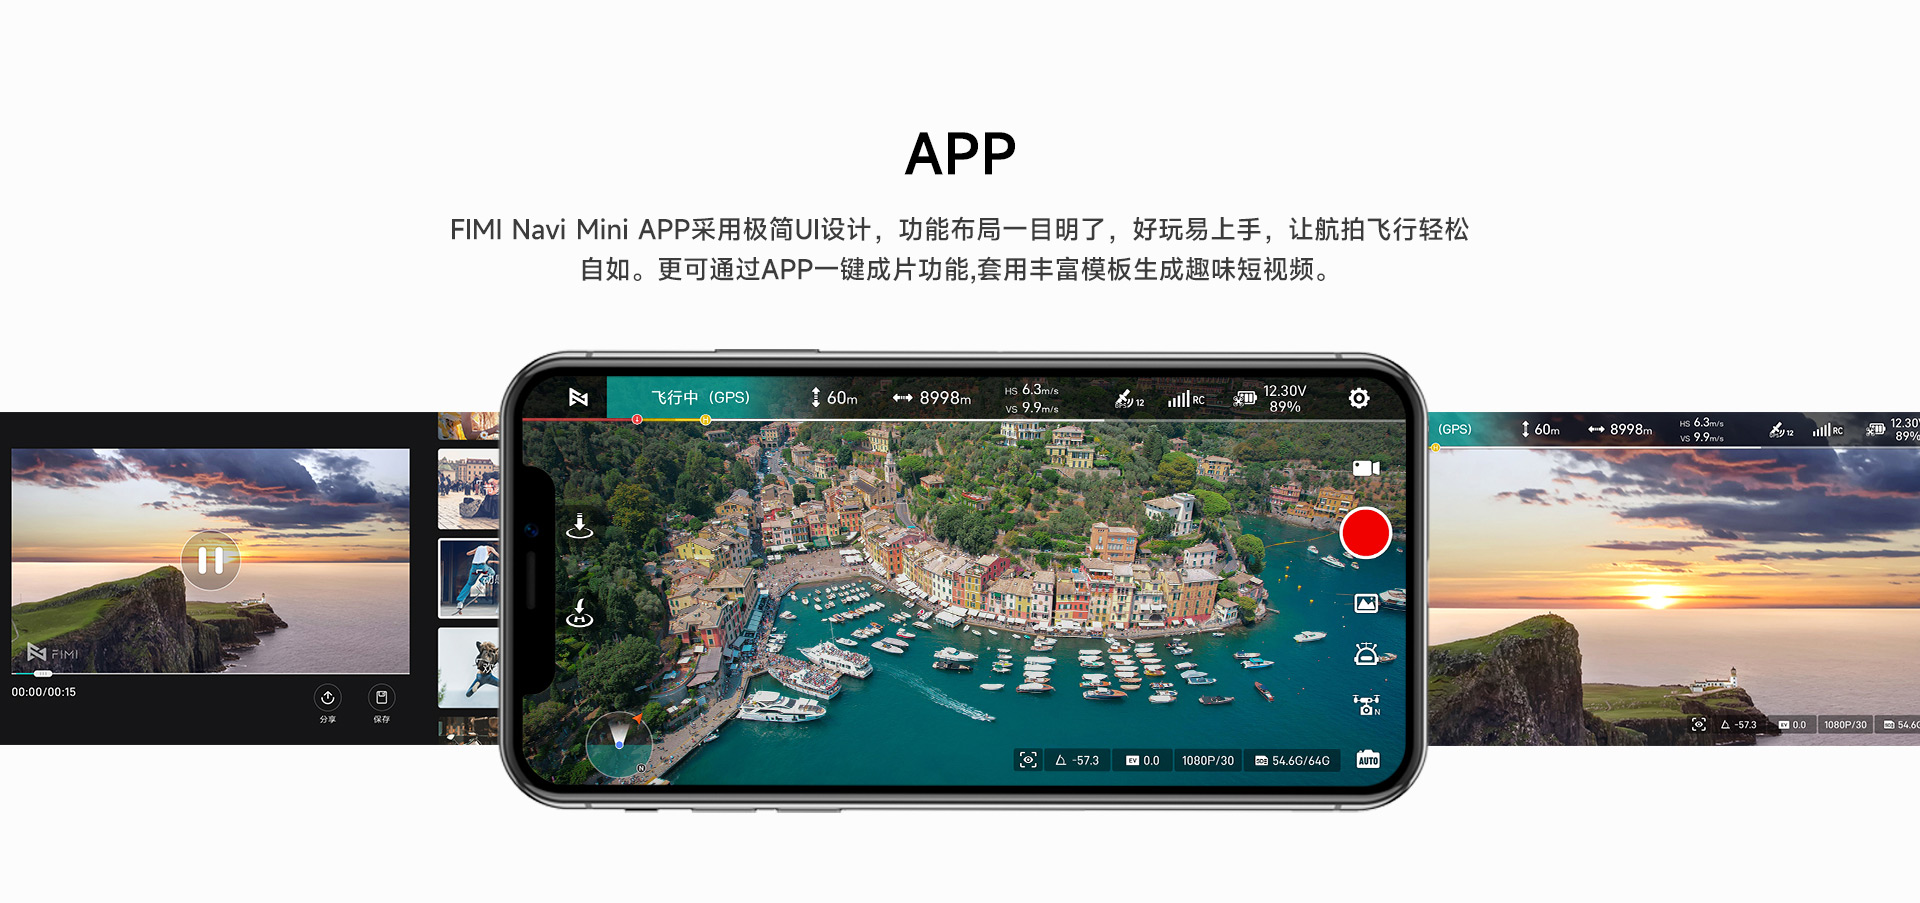 APP
FIMI Navi Mini APP采用极简UI设计，功能布局一目明了，好玩易上手，让航拍飞行轻松
自如。更可通过APP一键成片功能,套用丰富模板生成趣味短视频。
飞行中（GPS）
60m
8998m
HS 6.3m/s
VS 9.9m/s
12
RC
12.30V
89%
H
N
N
-57.3
EV 0.0
1080P/30
54.6G/64G
AUTO
FIMI
00:00/00:15
分享
保存
(GPS)
60m
8998m
HS 6.3m/s
VS 9.9m/s
12
RC
12.30
89%
-57.3
EV 0.0
1080P/30
54.6